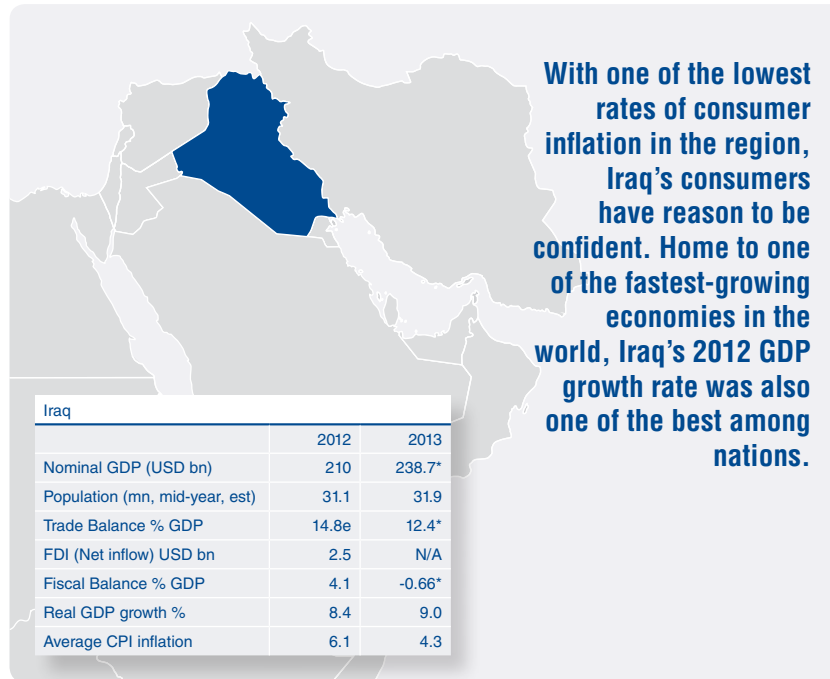 With one of the lowest
rates of consumer
inflation in the region,
Iraq's consumers
have reason to be
confident. Home to one
of the fastest-growing
economies in the
world, Iraq's 2012 GDP
growth rate was also
one of the best among
nations.
Iraq
2012 2013
Nominal GDP (USD bn) 210 238.7*
Population (mn, mid-year, est) 31.1 31.9
Trade Balance % GDP 14.8e 12.4*
FDI (Net inflow) USD bn 2.5 N/A
Fiscal Balance % GDP 4.1 -0.66*
Real GDP growth % 8.4 9.0
Average CPI inflation 6.1 4.3